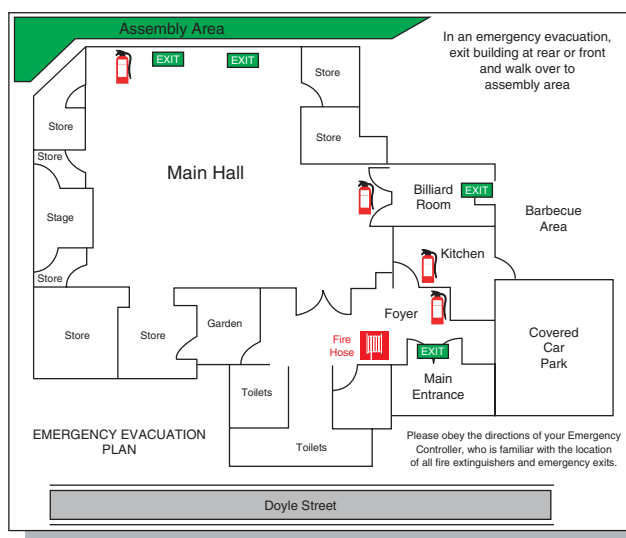 Assembly Area
In an emergency evacuation,
exit building at rear or front
and walk over to
assembly area
EXIT
EXIT
Store
Store
Store
Store
Main Hall
Billiard
Room
EXIT
Stage
Barbecue
Area
Kitchen
Store
Foyer
Store
Store
Garden
Fire
Hose
EXIT
Covered
Car
Park
Main
Entrance
Toilets
EMERGENCY EVACUATION
PLAN
Toilets
Please obey the directions of your Emergency
Controller, who is familiar with the location
of all fire extinguishers and emergency exits.
Doyle Street